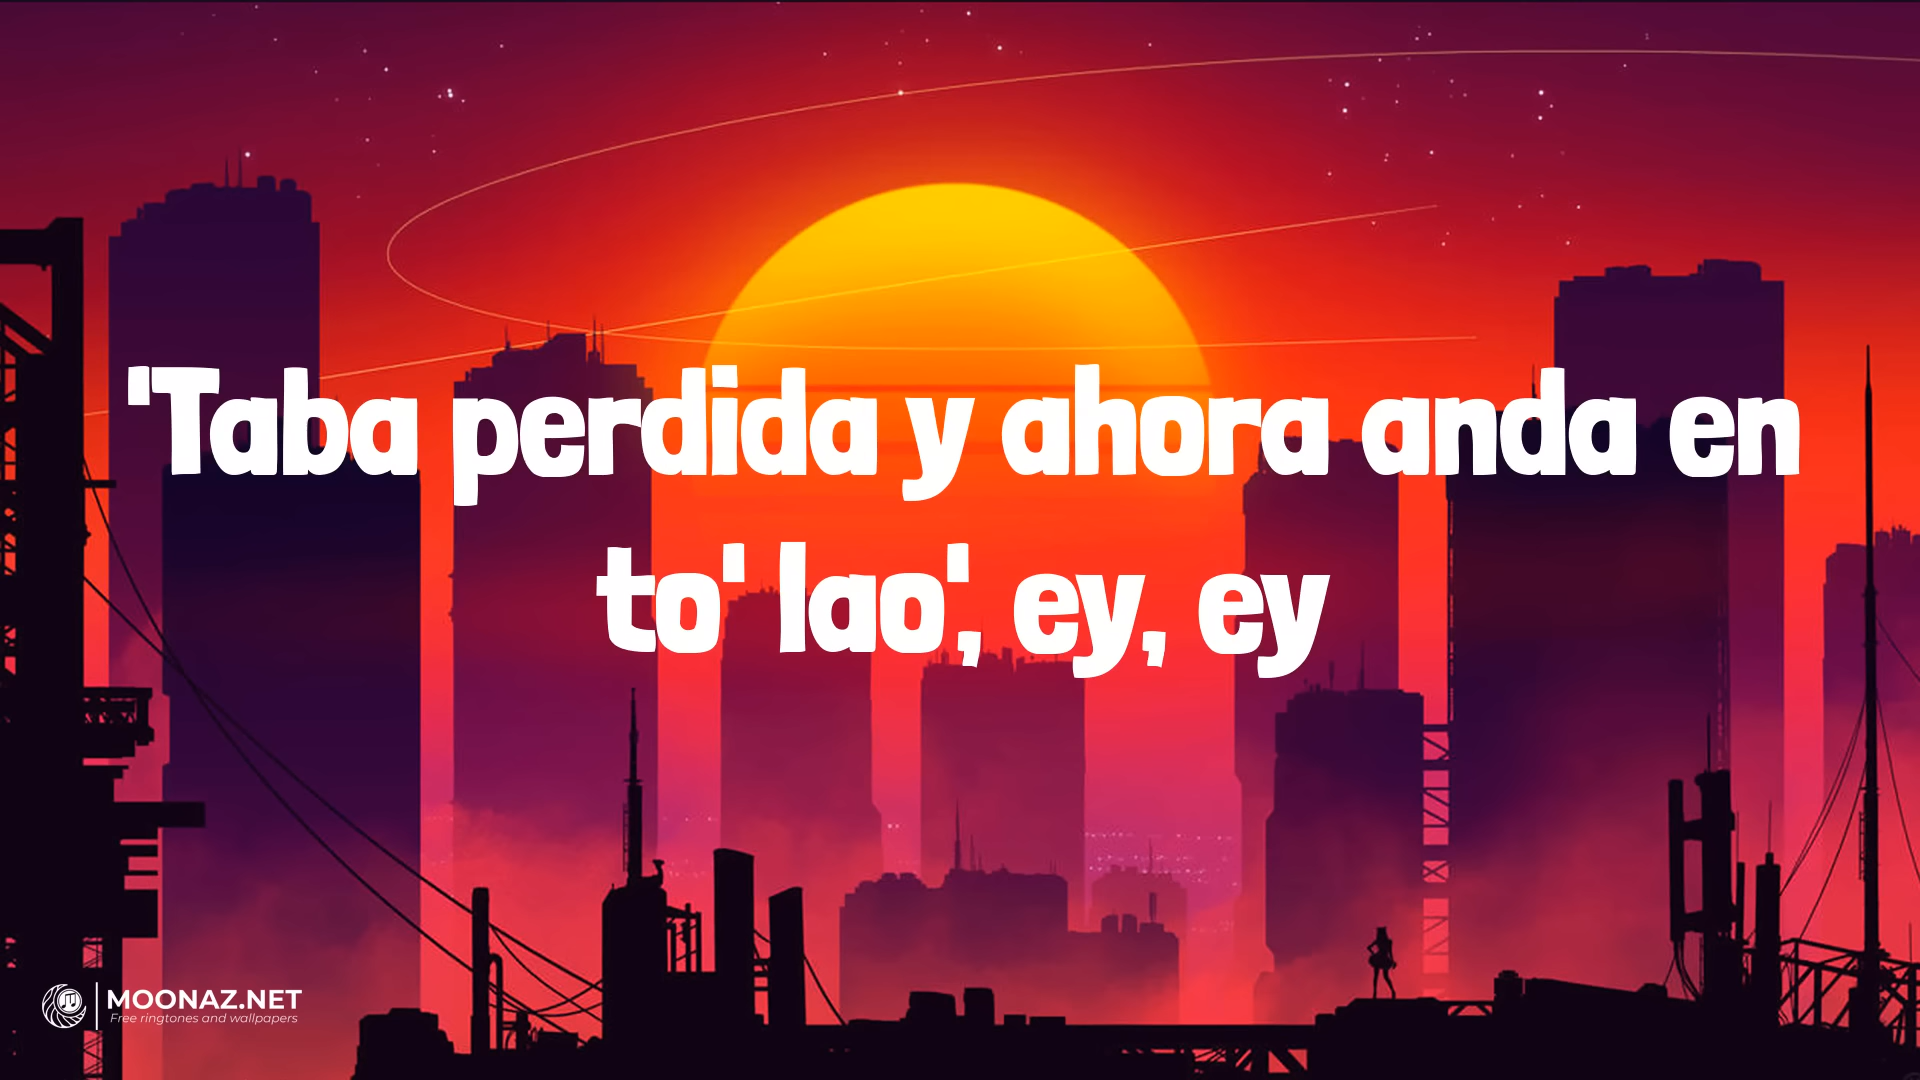 'Taba perdida y ahora anda en
to' lao', ey, ey
MOONAZ.NET
Free ringtones and wallpapers